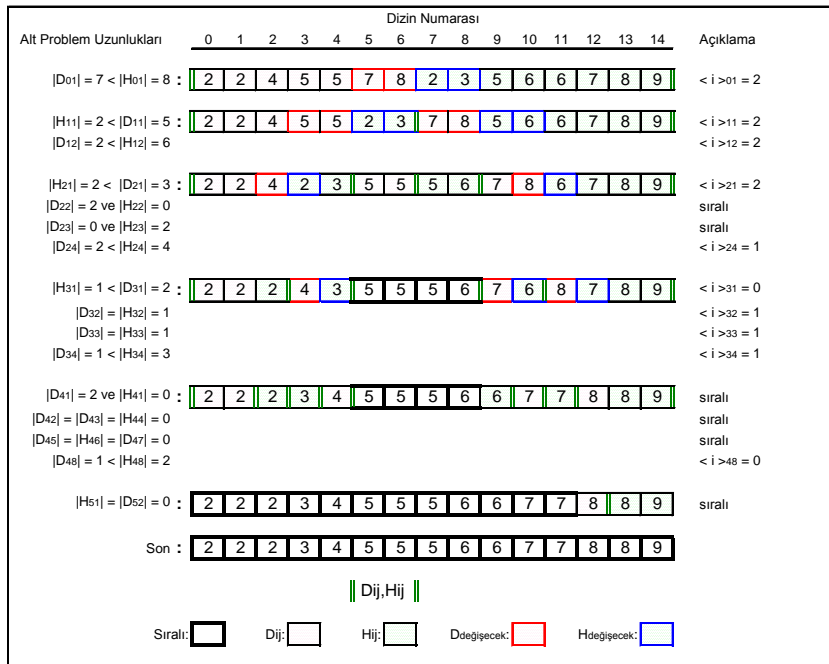 Dizin Numarası
Alt Problem Uzunlukları 0 1 2 3 4 5 6 7 8 9 10 11 12 13 14 Açıklama
|D01| = 7 < |H01| = 8 : 2 2 4 5 5 7 8 2 3 5 6 6 7 8 9 < i >01 = 2
|H11| = 2 < |D11| = 5 : 2 2 4 5 5 2 3 7 8 5 6 6 7 8 9 < i >11 = 2
|D12| = 2 < |H12| = 6 < i >12 = 2
|H21| = 2 < |D21| = 3 : 2 2 4 2 3 5 5 5 6 7 8 6 7 8 9 < i >21 = 2
|D22| = 2 ve |H22| = 0 sıralı
|D23| = 0 ve |H23| = 2 sıralı
|D24| = 2 < |H24| = 4 < i >24 = 1
|H31| = 1 < |D31| = 2 : 2 2 2 4 3 5 5 5 6 7 6 8 7 8 9 < i >31 = 0
|D32| = |H32| = 1 < i >32 = 1
|D33| = |H33| = 1 < i >33 = 1
|D34| = 1 < |H34| = 3 < i >34 = 1
|D41| = 2 ve |H41| = 0 : 2 2 2 3 4 5 5 5 6 6 7 7 8 8 9 sıralı
|D42| = |D43| = |H44| = 0 sıralı
|D45| = |H46| = |D47| = 0 sıralı
|D48| = 1 < |H48| = 2 < i >48 = 0
|H51| = |D52| = 0 : 2 2 2 3 4 5 5 5 6 6 7 7 8 8 9 sıralı
Son : 2 2 2 3 4 5 5 5 6 6 7 7 8 8 9
Dij,Hij
Sıralı: Dij: Hij: Ddeğişecek: Hdeğişecek: